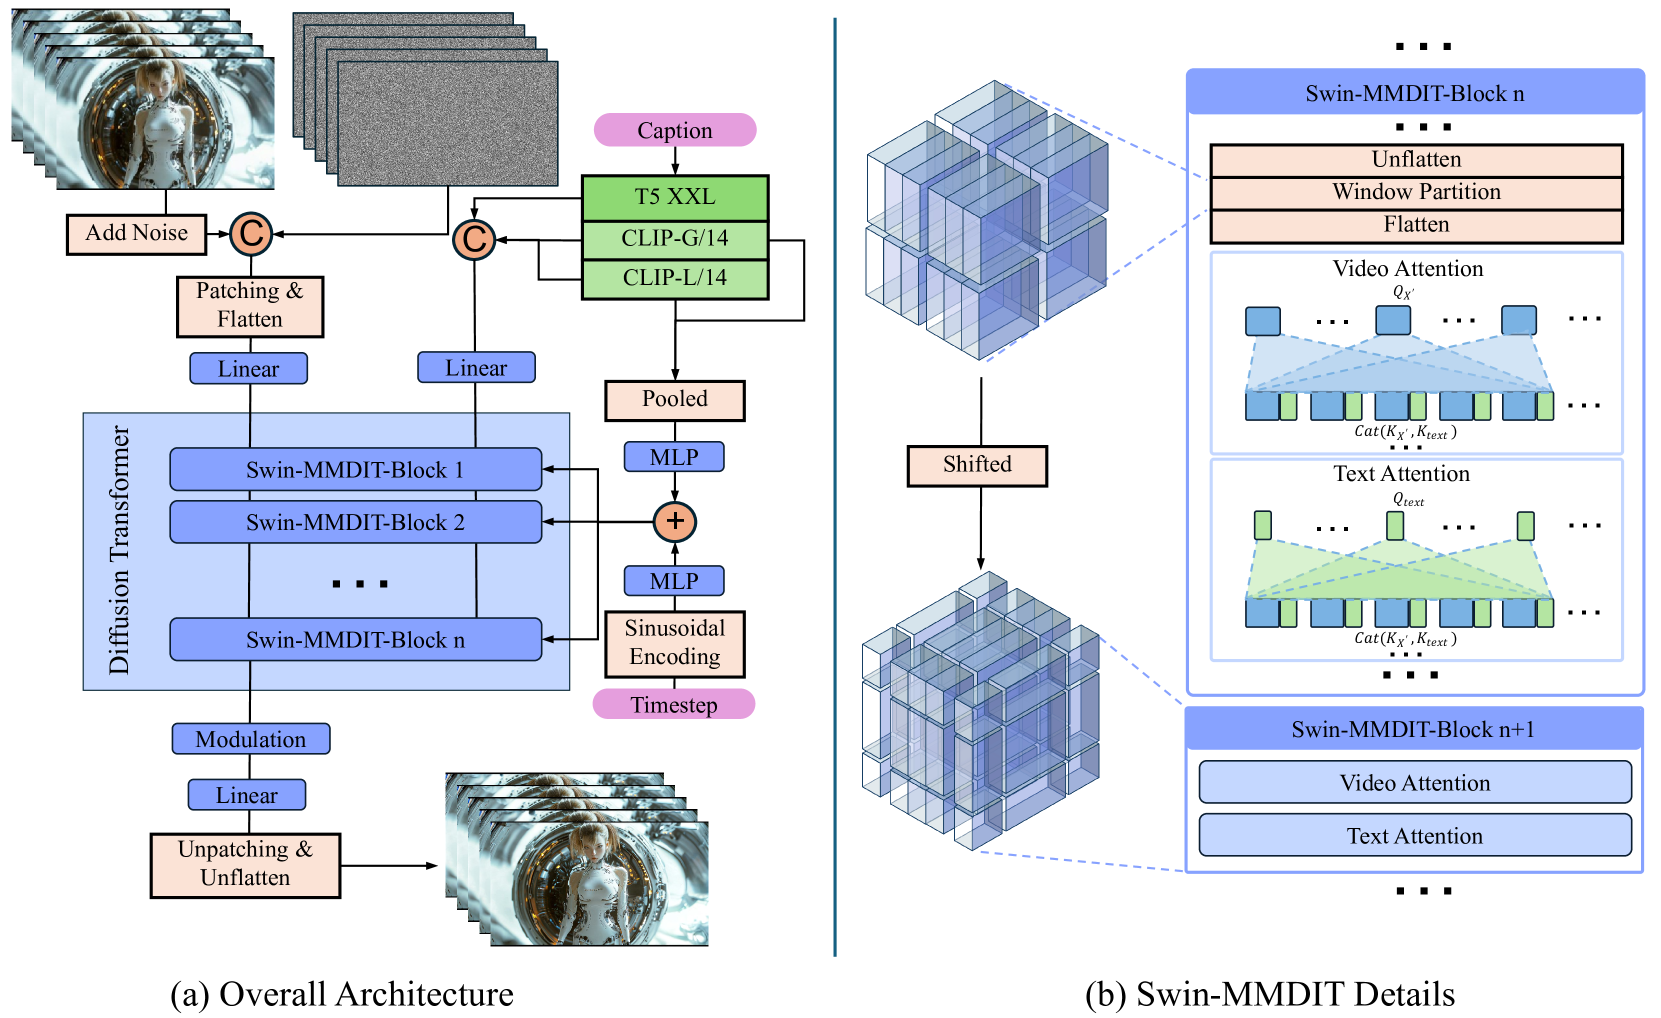 Caption
T5 XXL
CLIP-G/14
CLIP-L/14
Add Noise
C
C
Patching &
Flatten
Linear
Linear
Pooled
MLP
+
MLP
Sinusoidal
Encoding
Timestep
Diffusion Transformer
Swin-MMDIT-Block 1
Swin-MMDIT-Block 2
...
Swin-MMDIT-Block n
Modulation
Linear
Unpatching &
Unflatten
(a) Overall Architecture
Shifted
...
Swin-MMDIT-Block n
...
Unflatten
Window Partition
Flatten
Video Attention
Q_{X'}
... ... ...
...
Cat(K_{X'}, K_{text})
...
Text Attention
Q_{text}
... ... ...
...
Cat(K_{X'}, K_{text})
...
...
Swin-MMDIT-Block n+1
Video Attention
Text Attention
...
(b) Swin-MMDIT Details